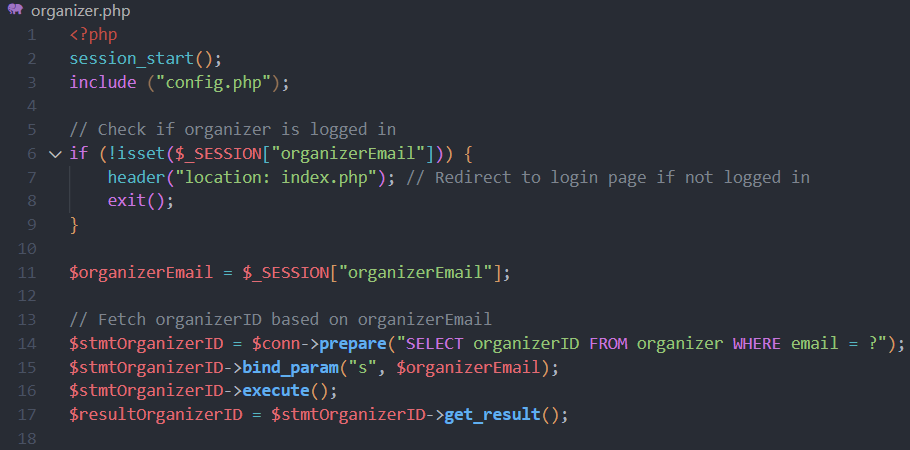 organizer.php
1 <?php
2 session_start();
3 include ("config.php");
4
5 // Check if organizer is logged in
6 if (!isset($_SESSION["organizerEmail"])) {
7     header("location: index.php"); // Redirect to login page if not logged in
8     exit();
9 }
10
11 $organizerEmail = $_SESSION["organizerEmail"];
12
13 // Fetch organizerID based on organizerEmail
14 $stmtOrganizerID = $conn->prepare("SELECT organizerID FROM organizer WHERE email = ?");
15 $stmtOrganizerID->bind_param("s", $organizerEmail);
16 $stmtOrganizerID->execute();
17 $resultOrganizerID = $stmtOrganizerID->get_result();
18